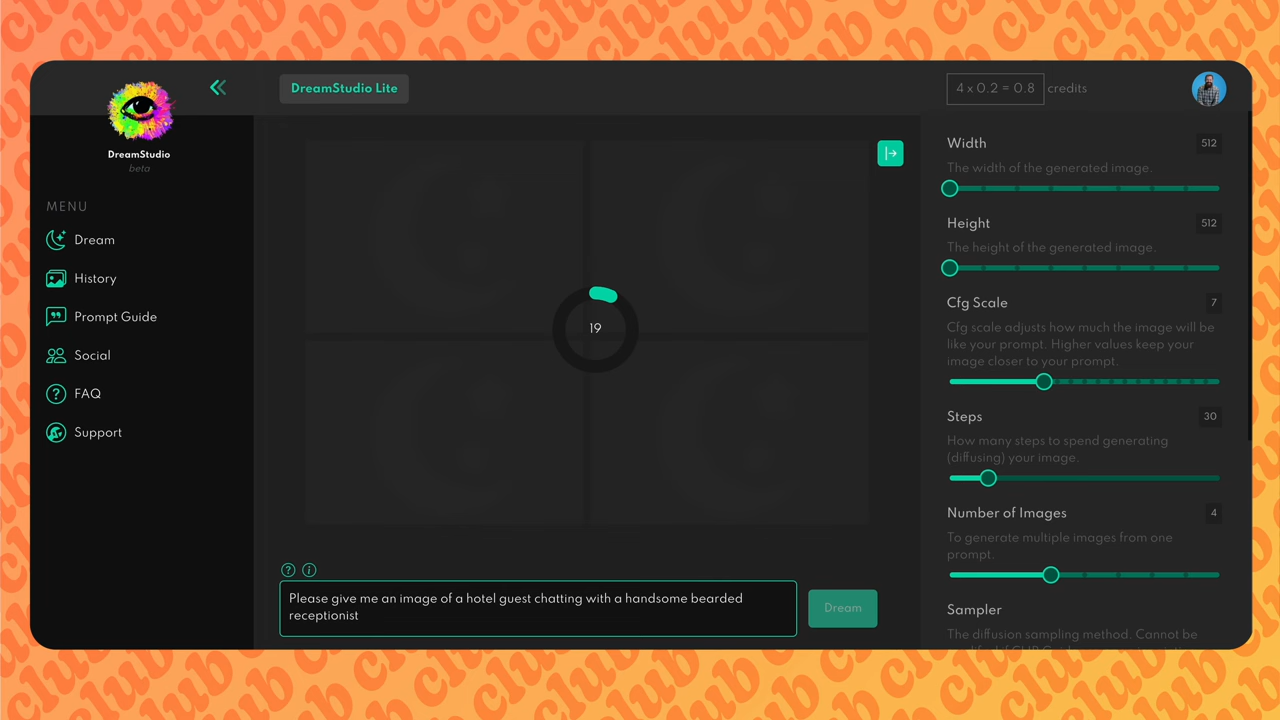 DreamStudio
beta
MENU
Dream
History
Prompt Guide
Social
FAQ
Support
DreamStudio Lite
4 x 0.2 = 0.8 credits
19
Please give me an image of a hotel guest chatting with a handsome bearded
receptionist
Dream
Width 512
The width of the generated image.
Height 512
The height of the generated image.
Cfg Scale 7
Cfg scale adjusts how much the image will be
like your prompt. Higher values keep your
image closer to your prompt.
Steps 30
How many steps to spend generating
(diffusing) your image.
Number of Images 4
To generate multiple images from one
prompt.
Sampler
The diffusion sampling method. Cannot be
club